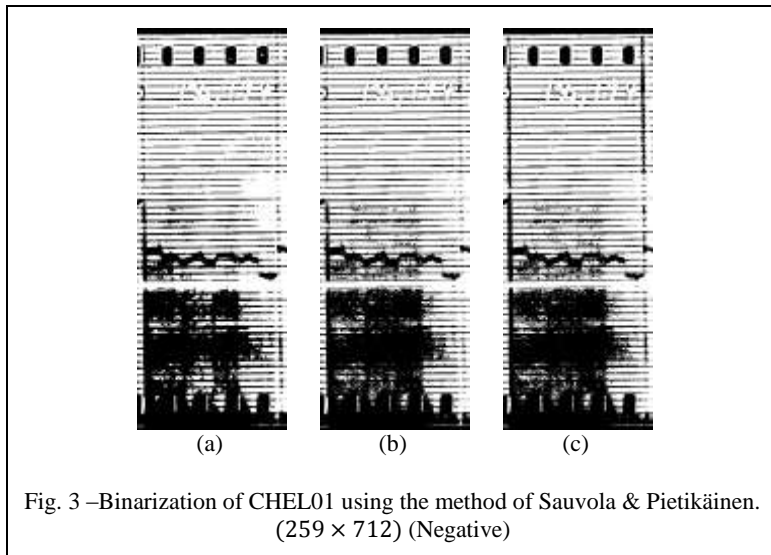 (a) (b) (c)
Fig. 3 –Binarization of CHEL01 using the method of Sauvola & Pietikäinen.
(259 × 712) (Negative)